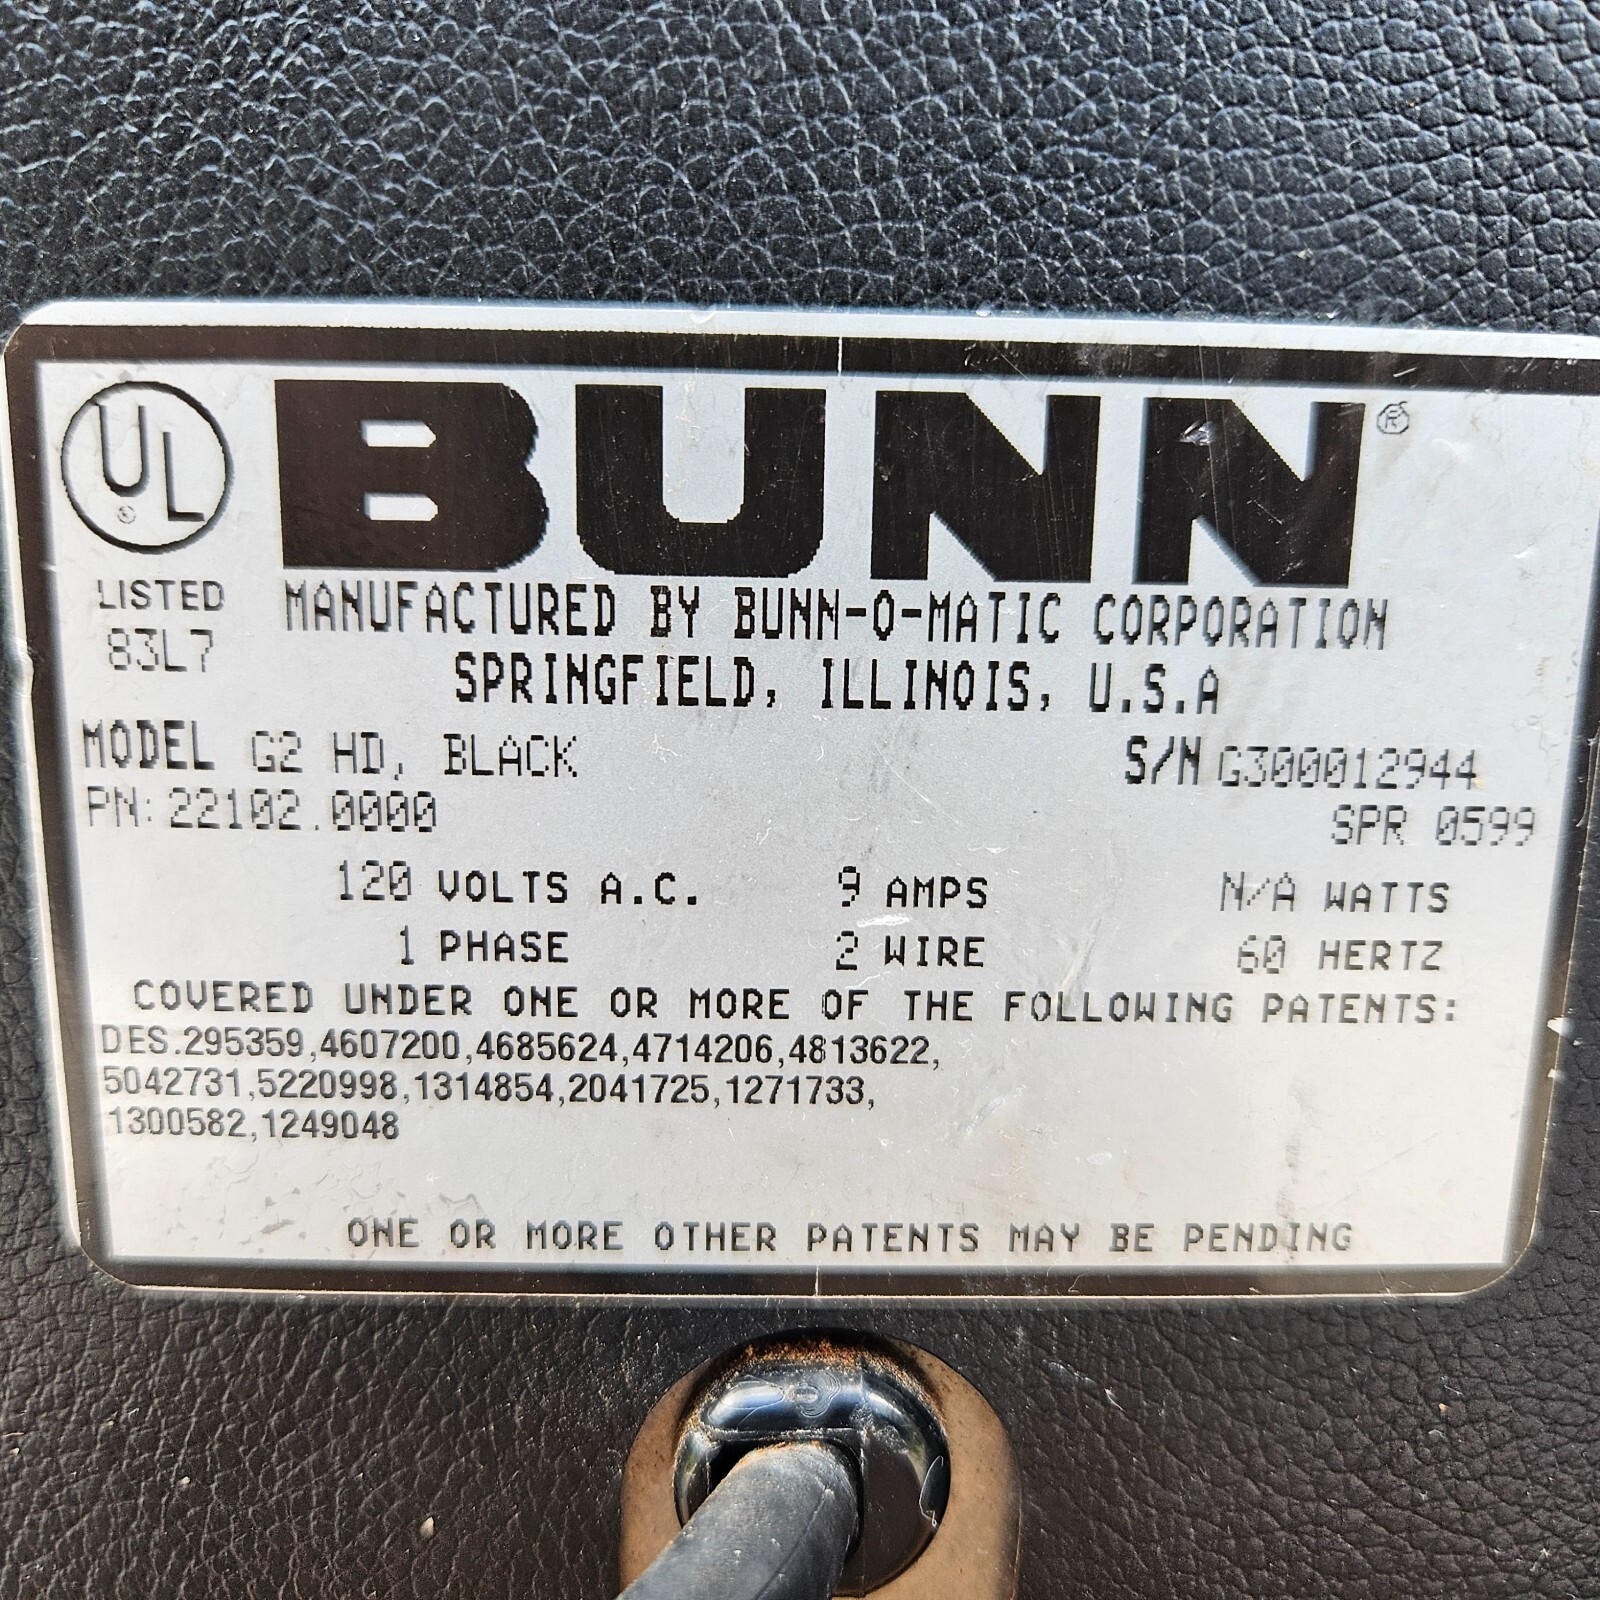 UL
®
BUNN®
LISTED
83L7
MANUFACTURED BY BUNN-O-MATIC CORPORATION
SPRINGFIELD, ILLINOIS, U.S.A
MODEL G2 HD, BLACK S/N G300012944
PN: 22102.0000 SPR 0599
120 VOLTS A.C. 9 AMPS N/A WATTS
1 PHASE 2 WIRE 60 HERTZ
COVERED UNDER ONE OR MORE OF THE FOLLOWING PATENTS:
DES.295359,4607200,4685624,4714206,4813622,
5042731,5220998,1314854,2041725,1271733,
1300582,1249048
ONE OR MORE OTHER PATENTS MAY BE PENDING